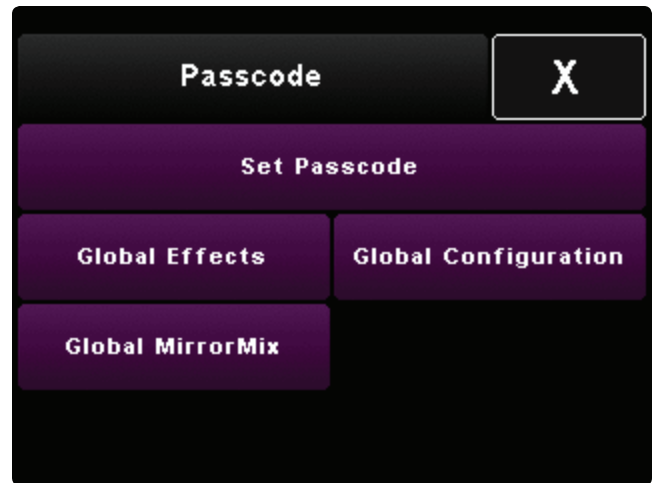 Passcode X
Set Passcode
Global Effects Global Configuration
Global MirrorMix